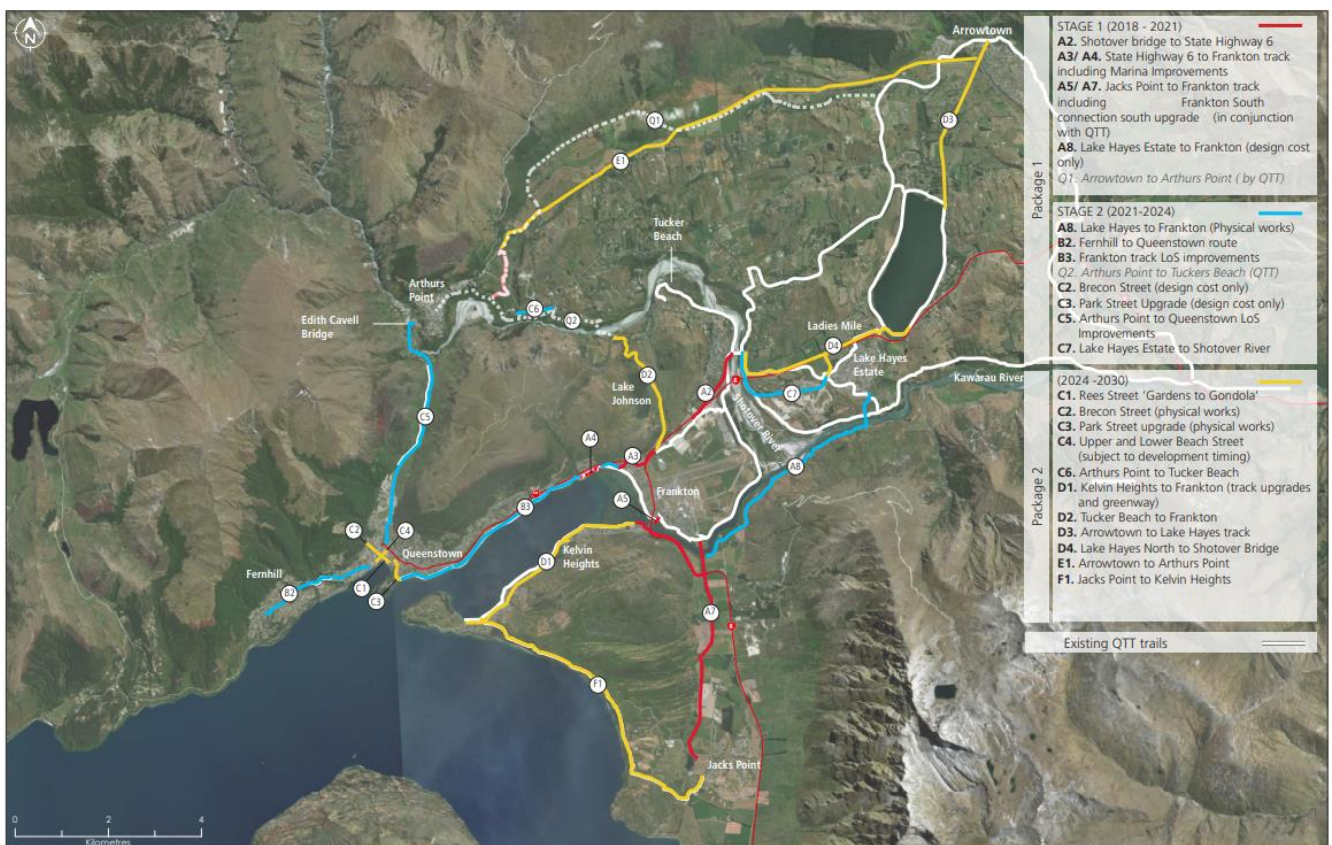 Arrowtown
Q1
D3
E1
Tucker
Beach
Arthurs
Point
C6
Q2
Edith Cavell
Bridge
Ladies Mile
D4
Lake Hayes
Estate
Kawarau River
D2
Lake
Johnson
A2
C7
Shotover River
C5
A4
A3
A8
Frankton
A5
B3
C2
C4
Queenstown
Kelvin
Heights
D1
Fernhill
B2
C1
C3
A7
F1
Jacks Point
0 2 4
Kilometres
Package 1
STAGE 1 (2018 - 2021)
A2. Shotover bridge to State Highway 6
A3/ A4. State Highway 6 to Frankton track
including Marina Improvements
A5/ A7. Jacks Point to Frankton track
including Frankton South
connection south upgrade (in conjunction
with QTT)
A8. Lake Hayes Estate to Frankton (design cost
only)
Q1. Arrowtown to Arthurs Point ( by QTT)
STAGE 2 (2021-2024)
A8. Lake Hayes to Frankton (Physical works)
B2. Fernhill to Queenstown route
B3. Frankton track LoS improvements
Q2. Arthurs Point to Tuckers Beach (QTT)
C2. Brecon Street (design cost only)
C3. Park Street Upgrade (design cost only)
C5. Arthurs Point to Queenstown LoS
Improvements
C7. Lake Hayes Estate to Shotover River
Package 2
(2024 -2030)
C1. Rees Street 'Gardens to Gondola'
C2. Brecon Street (physical works)
C3. Park Street upgrade (physical works)
C4. Upper and Lower Beach Street
(subject to development timing)
C6. Arthurs Point to Tucker Beach
D1. Kelvin Heights to Frankton (track upgrades
and greenway)
D2. Tucker Beach to Frankton
D3. Arrowtown to Lake Hayes track
D4. Lake Hayes North to Shotover Bridge
E1. Arrowtown to Arthurs Point
F1. Jacks Point to Kelvin Heights
Existing QTT trails